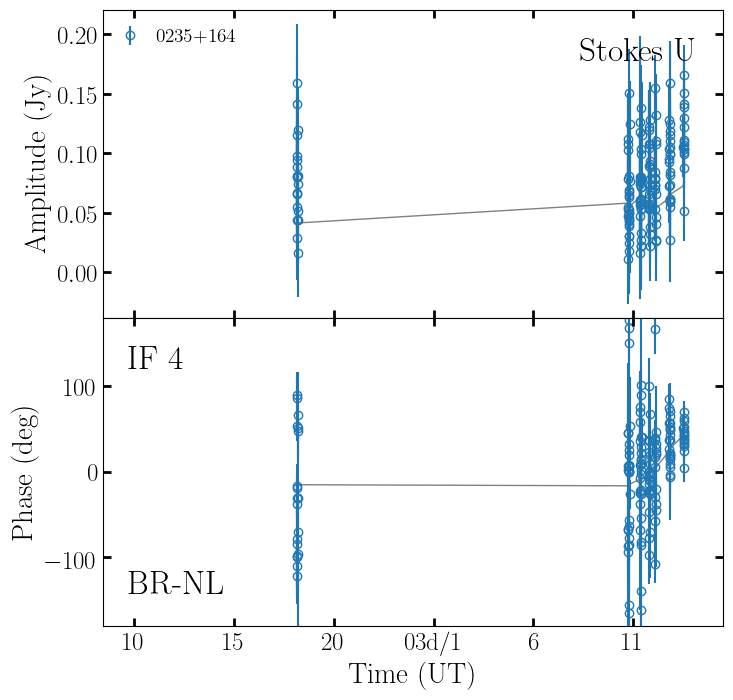 0235+164
Stokes U
0.20
0.15
0.10
0.05
0.00
Amplitude (Jy)
IF 4
100
0
−100
Phase (deg)
BR-NL
10 15 20 03d/1 6 11
Time (UT)